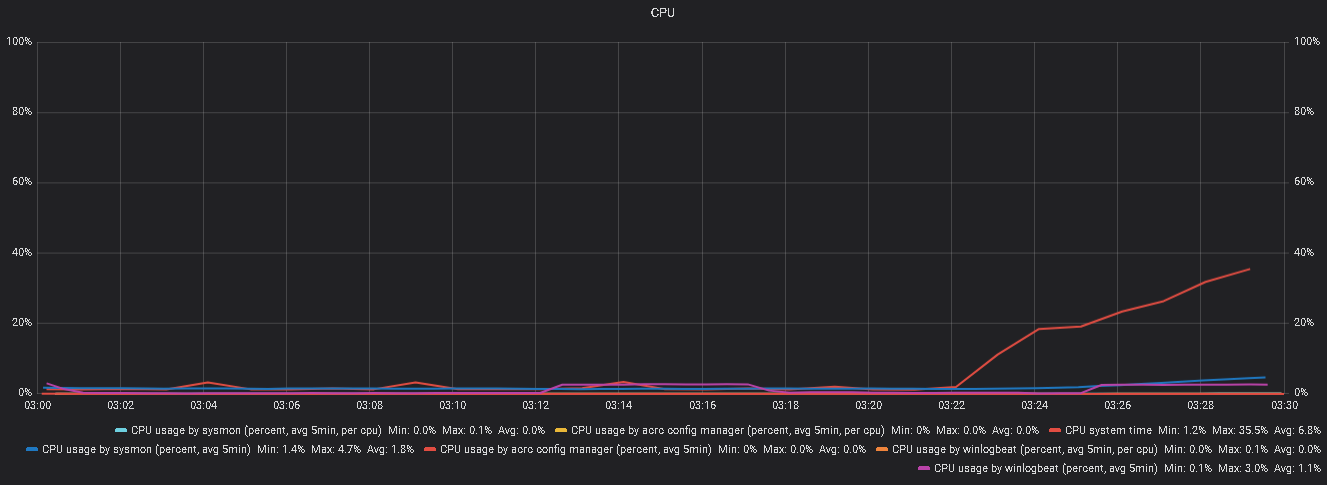 CPU
100% 100%
80% 80%
60% 60%
40% 40%
20% 20%
0% 0%
03:00 03:02 03:04 03:06 03:08 03:10 03:12 03:14 03:16 03:18 03:20 03:22 03:24 03:26 03:28 03:30
CPU usage by sysmon (percent, avg 5min, per cpu) Min: 0.0% Max: 0.1% Avg: 0.0% CPU usage by acrc config manager (percent, avg 5min, per cpu) Min: 0% Max: 0.0% Avg: 0.0% CPU system time Min: 1.2% Max: 35.5% Avg: 6.8%
CPU usage by sysmon (percent, avg 5min) Min: 1.4% Max: 4.7% Avg: 1.8% CPU usage by acrc config manager (percent, avg 5min) Min: 0% Max: 0.0% Avg: 0.0% CPU usage by winlogbeat (percent, avg 5min, per cpu) Min: 0.0% Max: 0.1% Avg: 0.0%
CPU usage by winlogbeat (percent, avg 5min) Min: 0.1% Max: 3.0% Avg: 1.1%